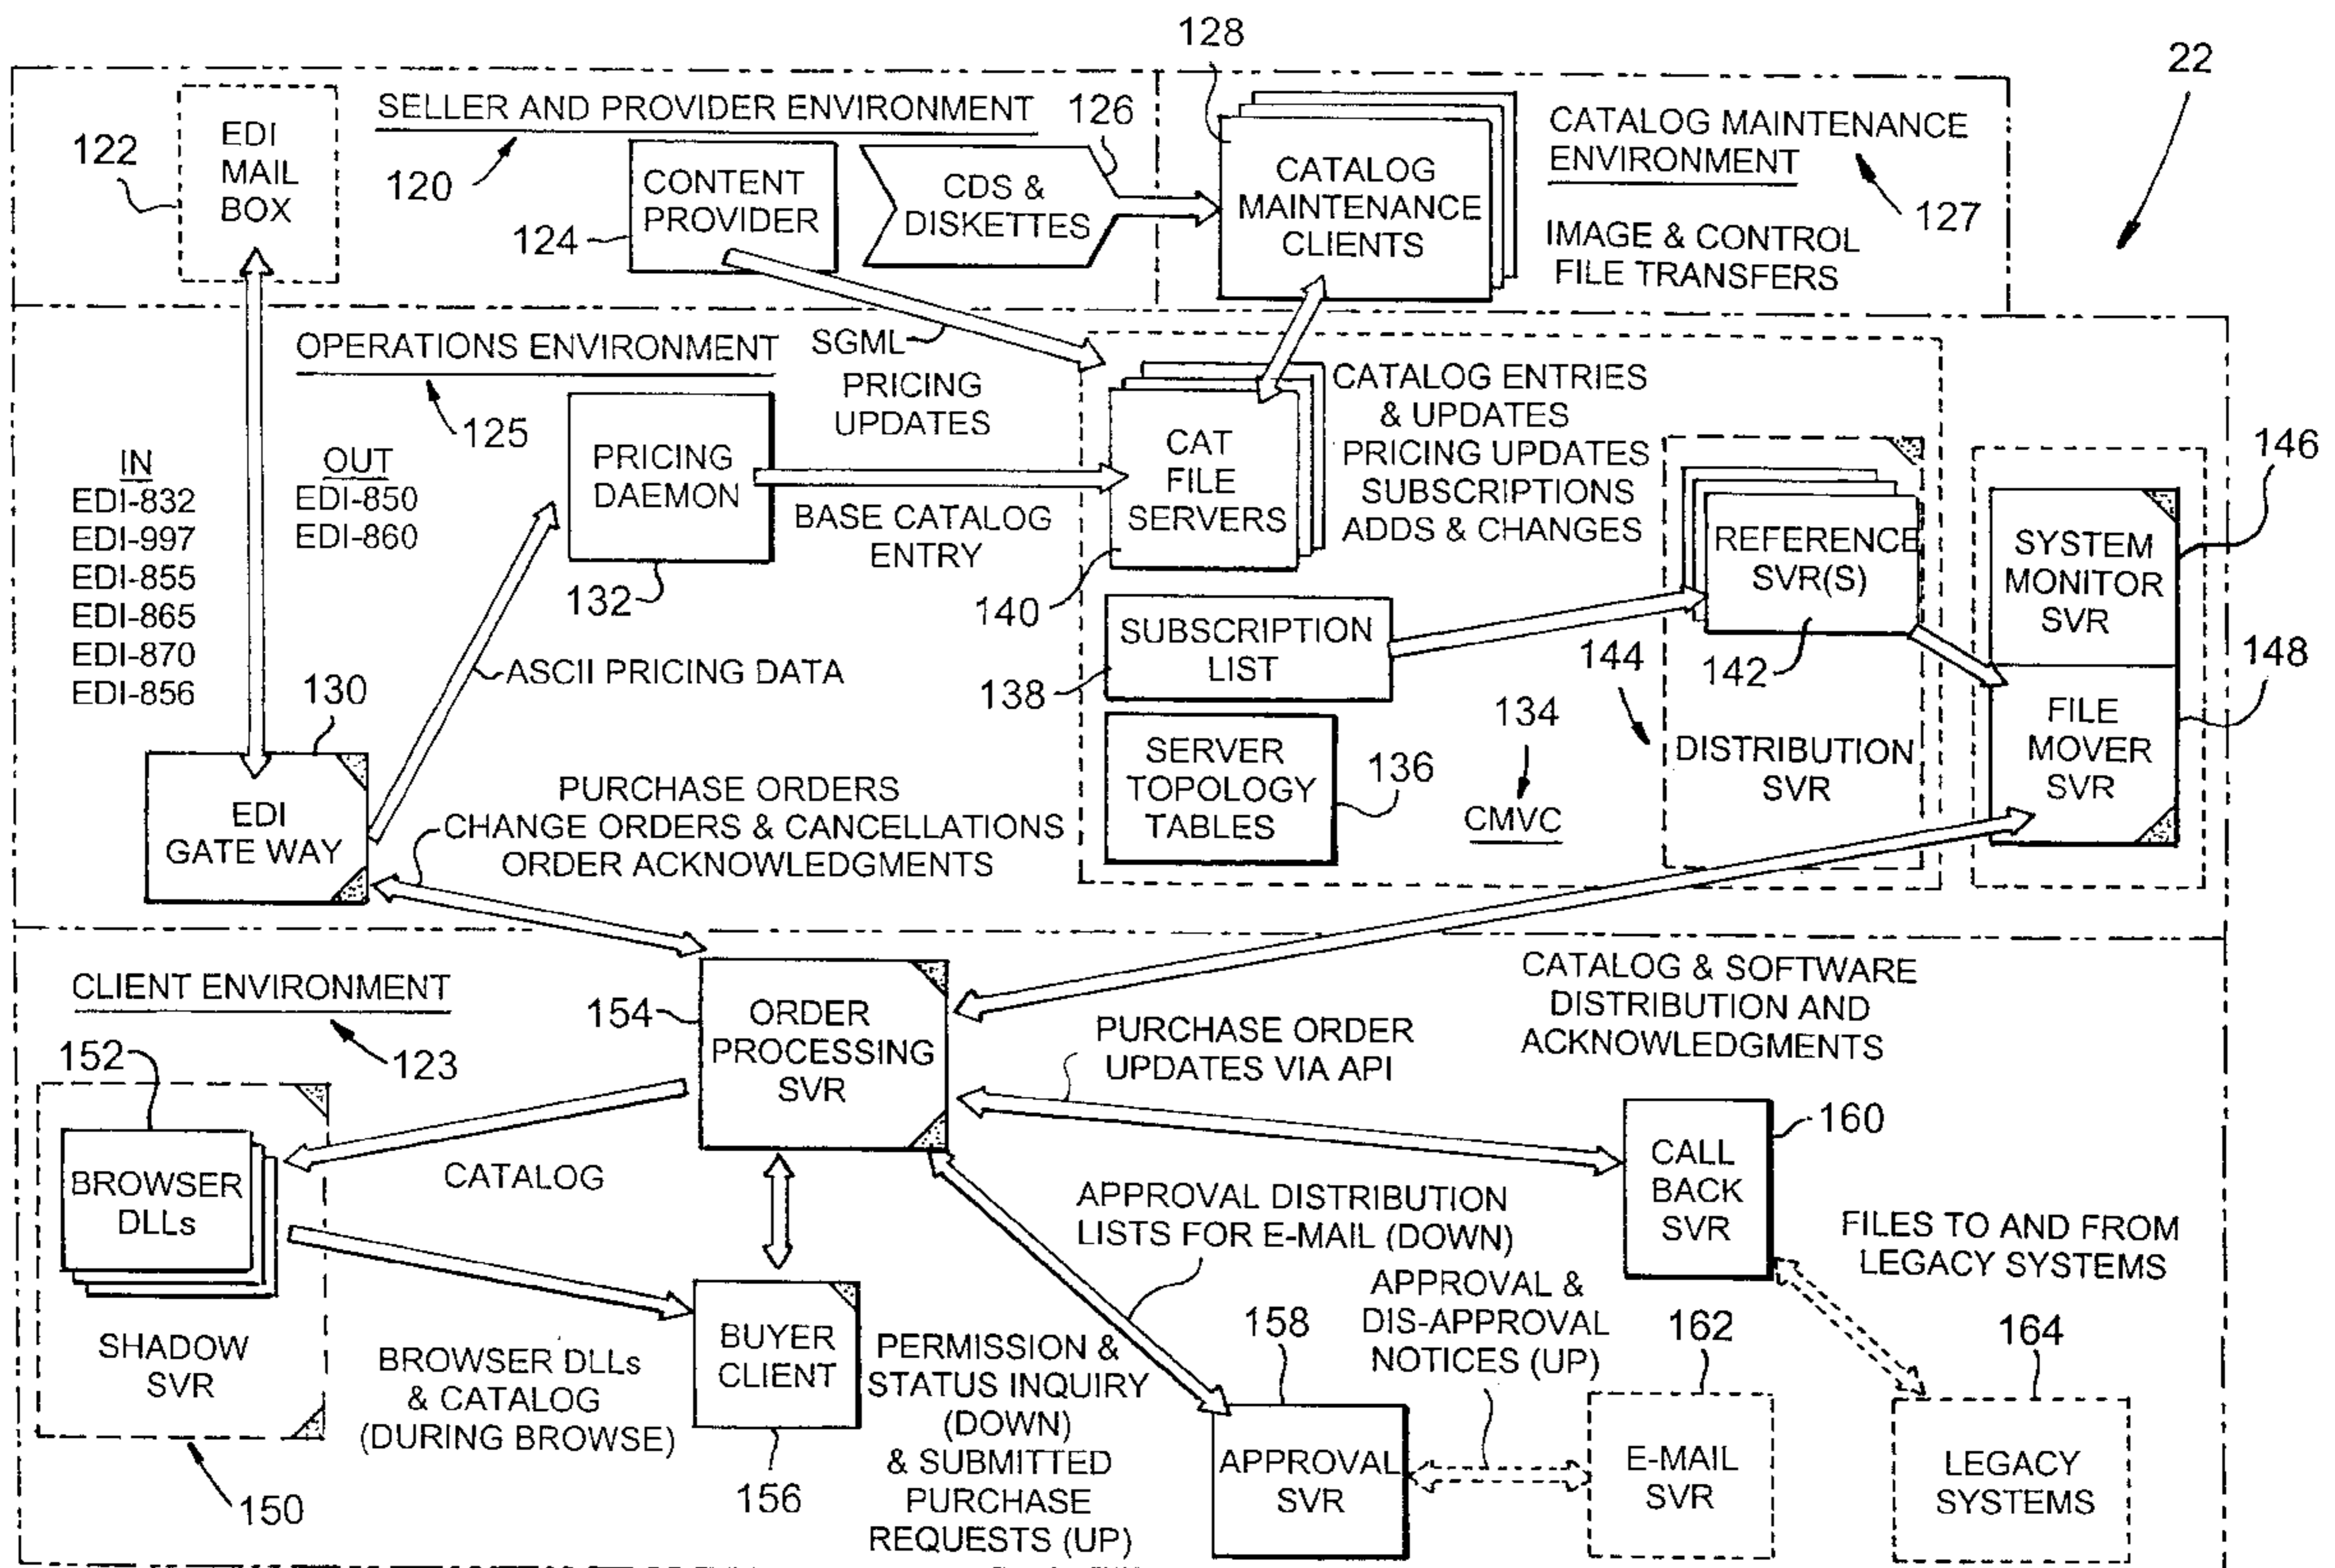 128
22
SELLER AND PROVIDER ENVIRONMENT
126
120
122
EDI
MAIL
BOX
CONTENT
PROVIDER
124
CDS &
DISKETTES
CATALOG
MAINTENANCE
CLIENTS
CATALOG MAINTENANCE
ENVIRONMENT
127
IMAGE & CONTROL
FILE TRANSFERS
OPERATIONS ENVIRONMENT
125
SGML
PRICING
UPDATES
IN
EDI-832
EDI-997
EDI-855
EDI-865
EDI-870
EDI-856
OUT
EDI-850
EDI-860
PRICING
DAEMON
132
BASE CATALOG
ENTRY
CAT
FILE
SERVERS
140
CATALOG ENTRIES
& UPDATES
PRICING UPDATES
SUBSCRIPTIONS
ADDS & CHANGES
REFERENCE
SVR(S)
142
144
DISTRIBUTION
SVR
146
SYSTEM
MONITOR
SVR
148
FILE
MOVER
SVR
SUBSCRIPTION
LIST
138
SERVER
TOPOLOGY
TABLES
136
134
CMVC
ASCII PRICING DATA
130
EDI
GATE WAY
PURCHASE ORDERS
CHANGE ORDERS & CANCELLATIONS
ORDER ACKNOWLEDGMENTS
CLIENT ENVIRONMENT
123
154
ORDER
PROCESSING
SVR
CATALOG & SOFTWARE
DISTRIBUTION AND
ACKNOWLEDGMENTS
PURCHASE ORDER
UPDATES VIA API
152
BROWSER
DLLs
SHADOW
SVR
150
CATALOG
BROWSER DLLs
& CATALOG
(DURING BROWSE)
BUYER
CLIENT
156
PERMISSION &
STATUS INQUIRY
(DOWN)
& SUBMITTED
PURCHASE
REQUESTS (UP)
APPROVAL DISTRIBUTION
LISTS FOR E-MAIL (DOWN)
APPROVAL &
DIS-APPROVAL
NOTICES (UP)
160
CALL
BACK
SVR
FILES TO AND FROM
LEGACY SYSTEMS
158
APPROVAL
SVR
162
E-MAIL
SVR
164
LEGACY
SYSTEMS